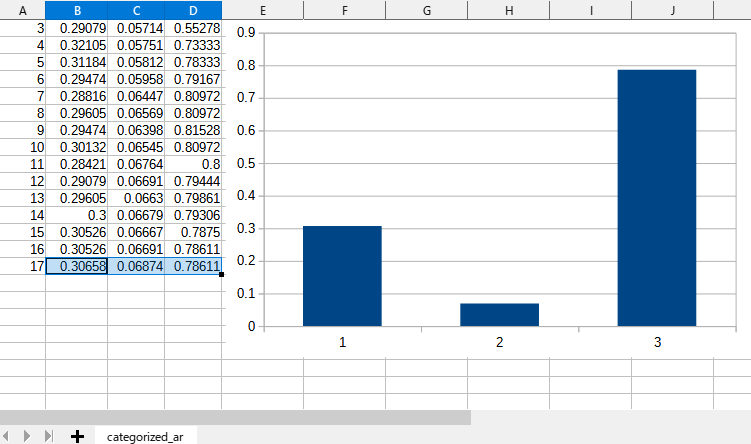 A B C D E F G H I J
3 0.29079 0.05714 0.55278
4 0.32105 0.05751 0.73333
5 0.31184 0.05812 0.78333
6 0.29474 0.05958 0.79167
7 0.28816 0.06447 0.80972
8 0.29605 0.06569 0.80972
9 0.29474 0.06398 0.81528
10 0.30132 0.06545 0.80972
11 0.28421 0.06764 0.8
12 0.29079 0.06691 0.79444
13 0.29605 0.0663 0.79861
14 0.3 0.06679 0.79306
15 0.30526 0.06667 0.7875
16 0.30526 0.06691 0.78611
17 0.30658 0.06874 0.78611
0.9
0.8
0.7
0.6
0.5
0.4
0.3
0.2
0.1
0
1 2 3
categorized_ar